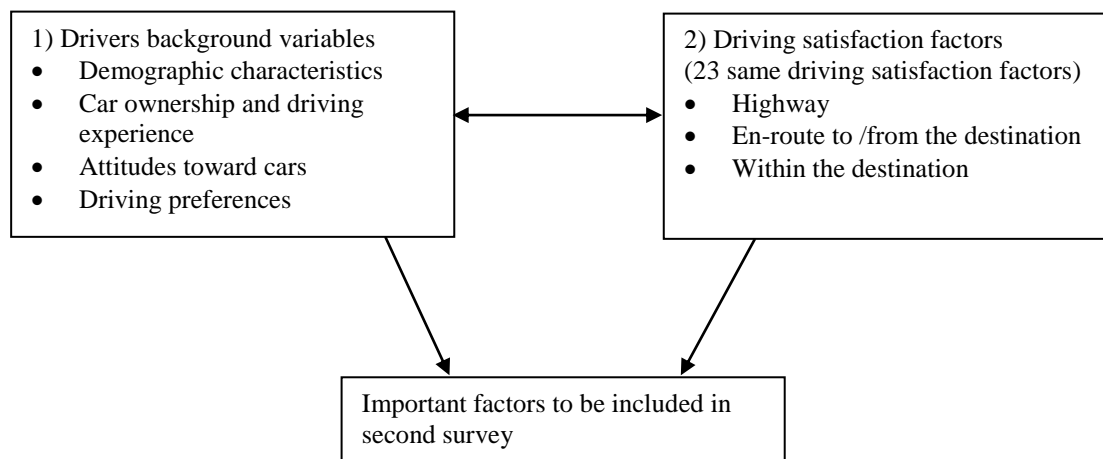 1) Drivers background variables
• Demographic characteristics
• Car ownership and driving
experience
• Attitudes toward cars
• Driving preferences
2) Driving satisfaction factors
(23 same driving satisfaction factors)
• Highway
• En-route to /from the destination
• Within the destination
Important factors to be included in
second survey